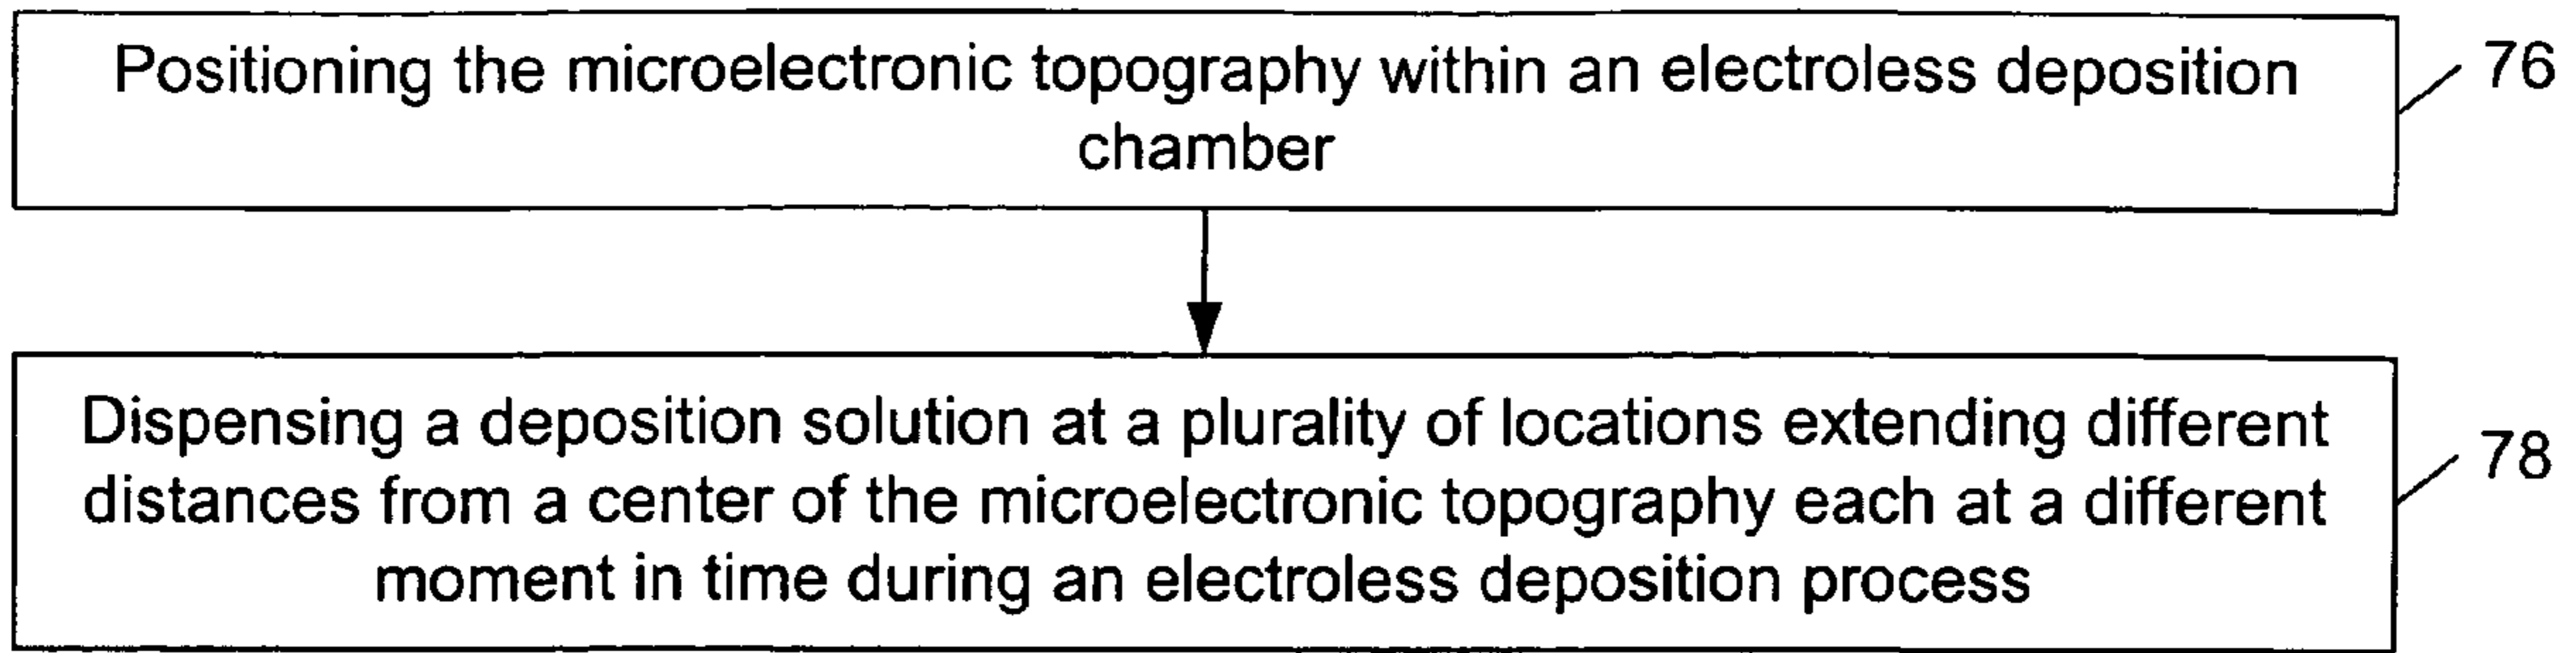 Positioning the microelectronic topography within an electroless deposition
chamber
76
Dispensing a deposition solution at a plurality of locations extending different
distances from a center of the microelectronic topography each at a different
moment in time during an electroless deposition process
78